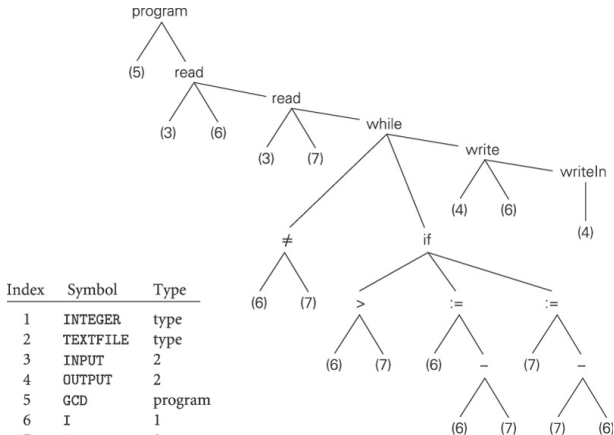 program
(5) read
read
(3) (6)
while
(3) (7)
write
writeln
(4) (6)
(4)
≠ if
(6) (7) > := :=
(6) (7) (6) − (7) −
(6) (7) (7) (6)
Index Symbol Type
1 INTEGER type
2 TEXTFILE type
3 INPUT 2
4 OUTPUT 2
5 GCD program
6 I 1